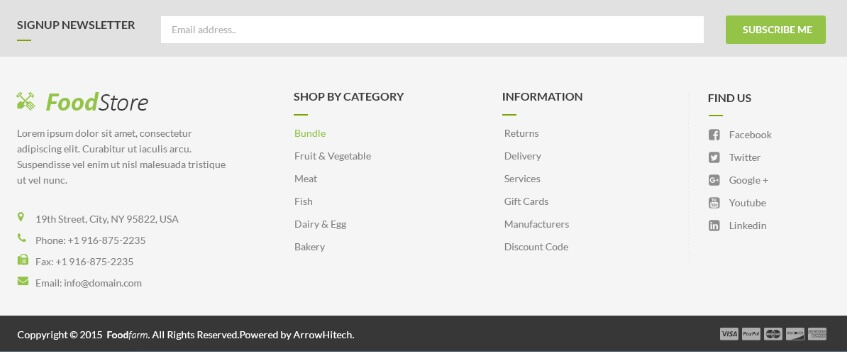 SIGNUP NEWSLETTER
Email address..
SUBSCRIBE ME
FoodStore
Lorem ipsum dolor sit amet, consectetur
adipiscing elit. Curabitur ut iaculis arcu.
Suspendisse vel enim ut nisl malesuada tristique
ut vel nunc.
19th Street, City, NY 95822, USA
Phone: +1 916-875-2235
Fax: +1 916-875-2235
Email: info@domain.com
SHOP BY CATEGORY
Bundle
Fruit & Vegetable
Meat
Fish
Dairy & Egg
Bakery
INFORMATION
Returns
Delivery
Services
Gift Cards
Manufacturers
Discount Code
FIND US
Facebook
Twitter
Google +
Youtube
Linkedin
Coppyright © 2015 Foodfarm. All Rights Reserved.Powered by ArrowHitech.
VISA PayPal